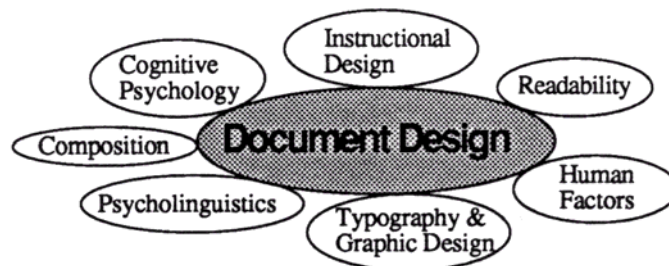 Instructional
Design
Cognitive
Psychology
Readability
Document Design
Composition
Human
Factors
Psycholinguistics
Typography &
Graphic Design